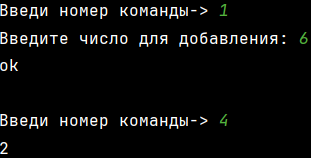 Введи номер команды-> 1
Введите число для добавления: 6
ok
Введи номер команды-> 4
2